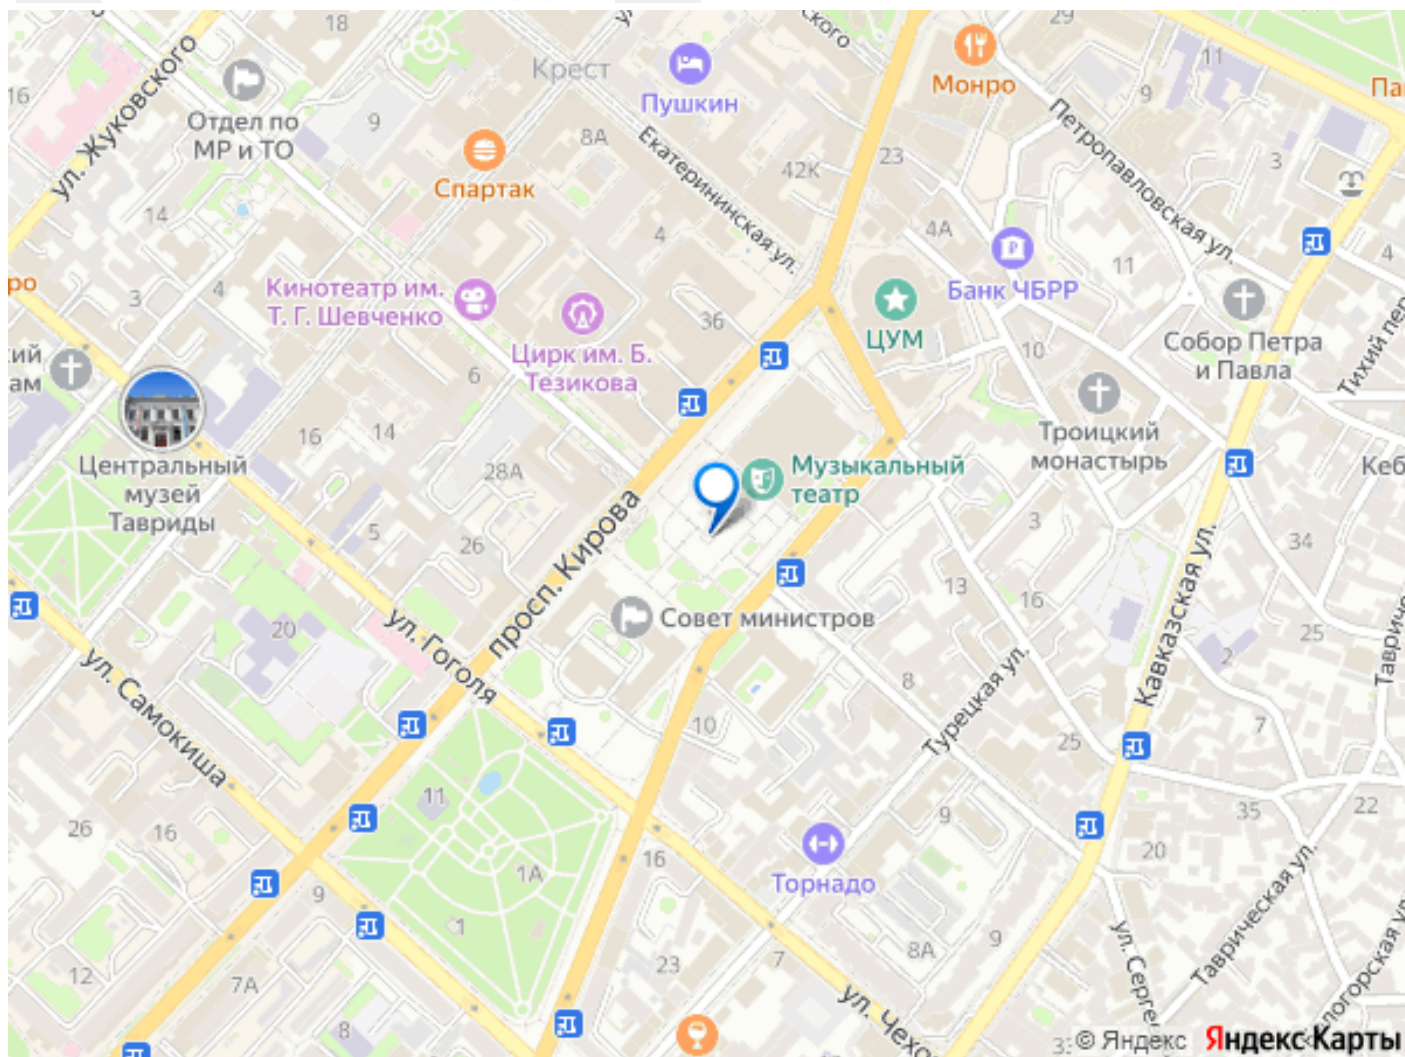 18
29
11
16
ул. Жуковского
Крест
Монро
Отдел по
МР и ТО
9
Пушкин
8А
Екатерининская ул.
42К
23
9
Петропавловская ул.
3
Спартак
14
4
4А
11
4
Банк ЧБРР
Кинотеатр им.
Т. Г. Шевченко
3
4
36
ЦУМ
Цирк им. Б.
Тезикова
6
10
Собор Петра
и Павла
Троицкий
монастырь
Центральный
музей
Тавриды
16
14
28А
Музыкальный
театр
5
26
просп. Кирова
3
34
13
16
Кавказская ул.
20
ул. Гоголя
Совет министров
25
2
ул. Самокиша
8
Турецкая ул.
10
25
7
11
35
22
26
16
9
20
1А
16
Торнадо
9
1
8А
9
Таврическая ул.
12
7А
23
7
8
ул. Чехо
ул. Серге
© Яндекс Яндекс Карты